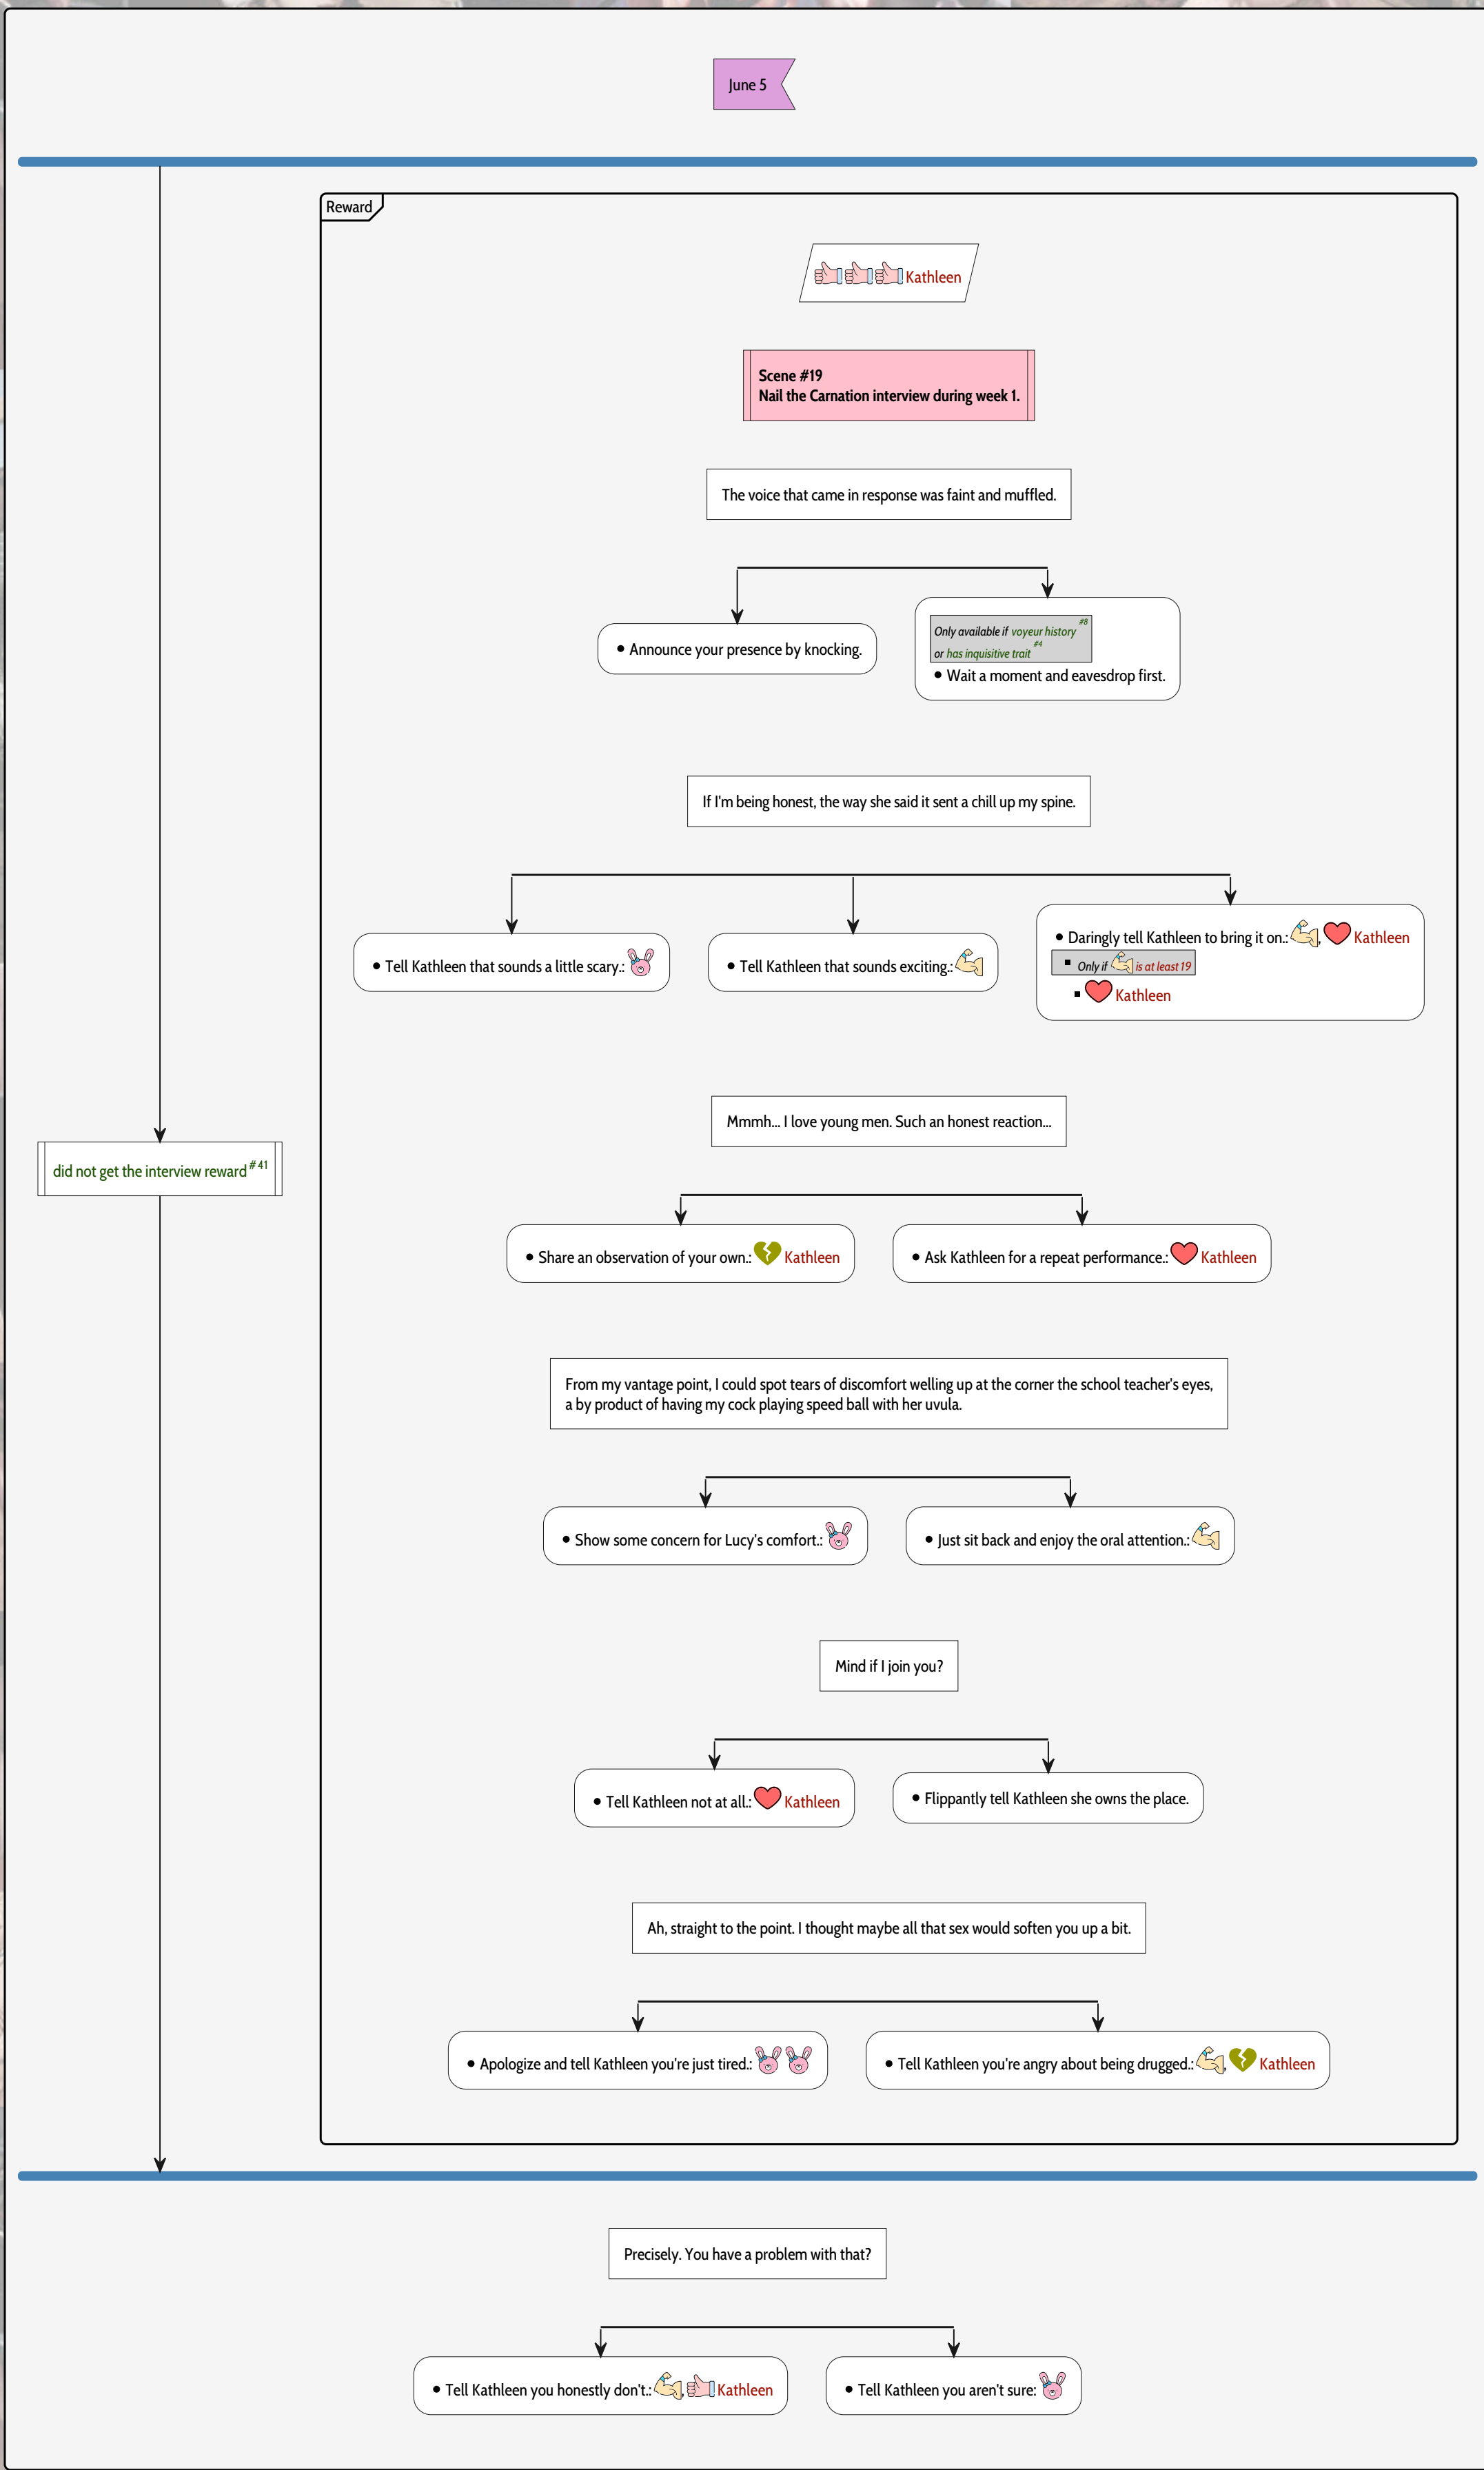 June 5
Reward
Kathleen
Scene #19
Nail the Carnation interview during week 1.
The voice that came in response was faint and muffled.
• Announce your presence by knocking.
Only available if voyeur history #8
or has inquisitive trait #4
• Wait a moment and eavesdrop first.
If I'm being honest, the way she said it sent a chill up my spine.
• Tell Kathleen that sounds a little scary.:
• Tell Kathleen that sounds exciting.:
• Daringly tell Kathleen to bring it on.: , Kathleen
▪ Only if is at least 19
▪ Kathleen
Mmmh... I love young men. Such an honest reaction...
did not get the interview reward #41
• Share an observation of your own.: Kathleen
• Ask Kathleen for a repeat performance.: Kathleen
From my vantage point, I could spot tears of discomfort welling up at the corner the school teacher's eyes,
a by product of having my cock playing speed ball with her uvula.
• Show some concern for Lucy's comfort.:
• Just sit back and enjoy the oral attention.:
Mind if I join you?
• Tell Kathleen not at all.: Kathleen
• Flippantly tell Kathleen she owns the place.
Ah, straight to the point. I thought maybe all that sex would soften you up a bit.
• Apologize and tell Kathleen you're just tired.:
• Tell Kathleen you're angry about being drugged.: , Kathleen
Precisely. You have a problem with that?
• Tell Kathleen you honestly don't.: , Kathleen
• Tell Kathleen you aren't sure: